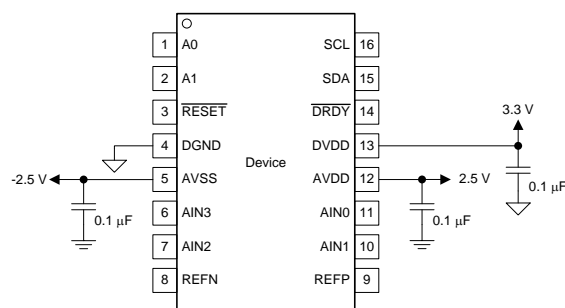 1 A0 SCL 16
2 A1 SDA 15
3 RESET DRDY 14
3.3 V
4 DGND DVDD 13
Device
-2.5 V 5 AVSS AVDD 12 2.5 V
0.1 µF
0.1 µF 6 AIN3 AIN0 11 0.1 µF
7 AIN2 AIN1 10
8 REFN REFP 9